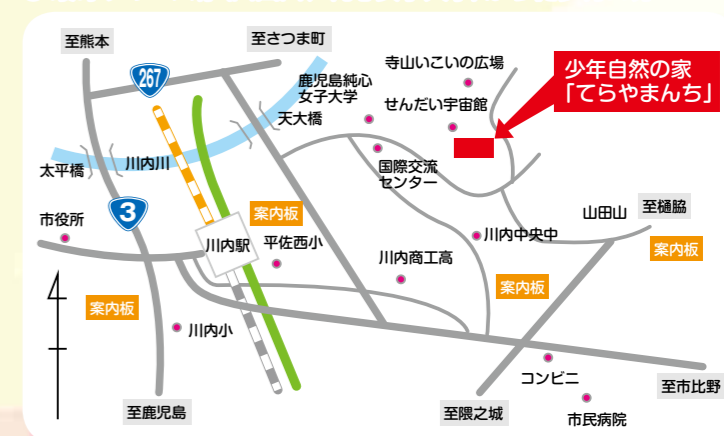 至熊本
至さつま町
267
鹿児島純心
女子大学
寺山いこいの広場
せんだい宇宙館
少年自然の家
「てらやまんち」
天大橋
太平橋
川内川
国際交流
センター
3
市役所
案内板
川内駅
平佐西小
川内商工高
川内中央中
山田山
至樋脇
案内板
案内板
案内板
川内小
コンビニ
至市比野
至鹿児島
至隈之城
市民病院